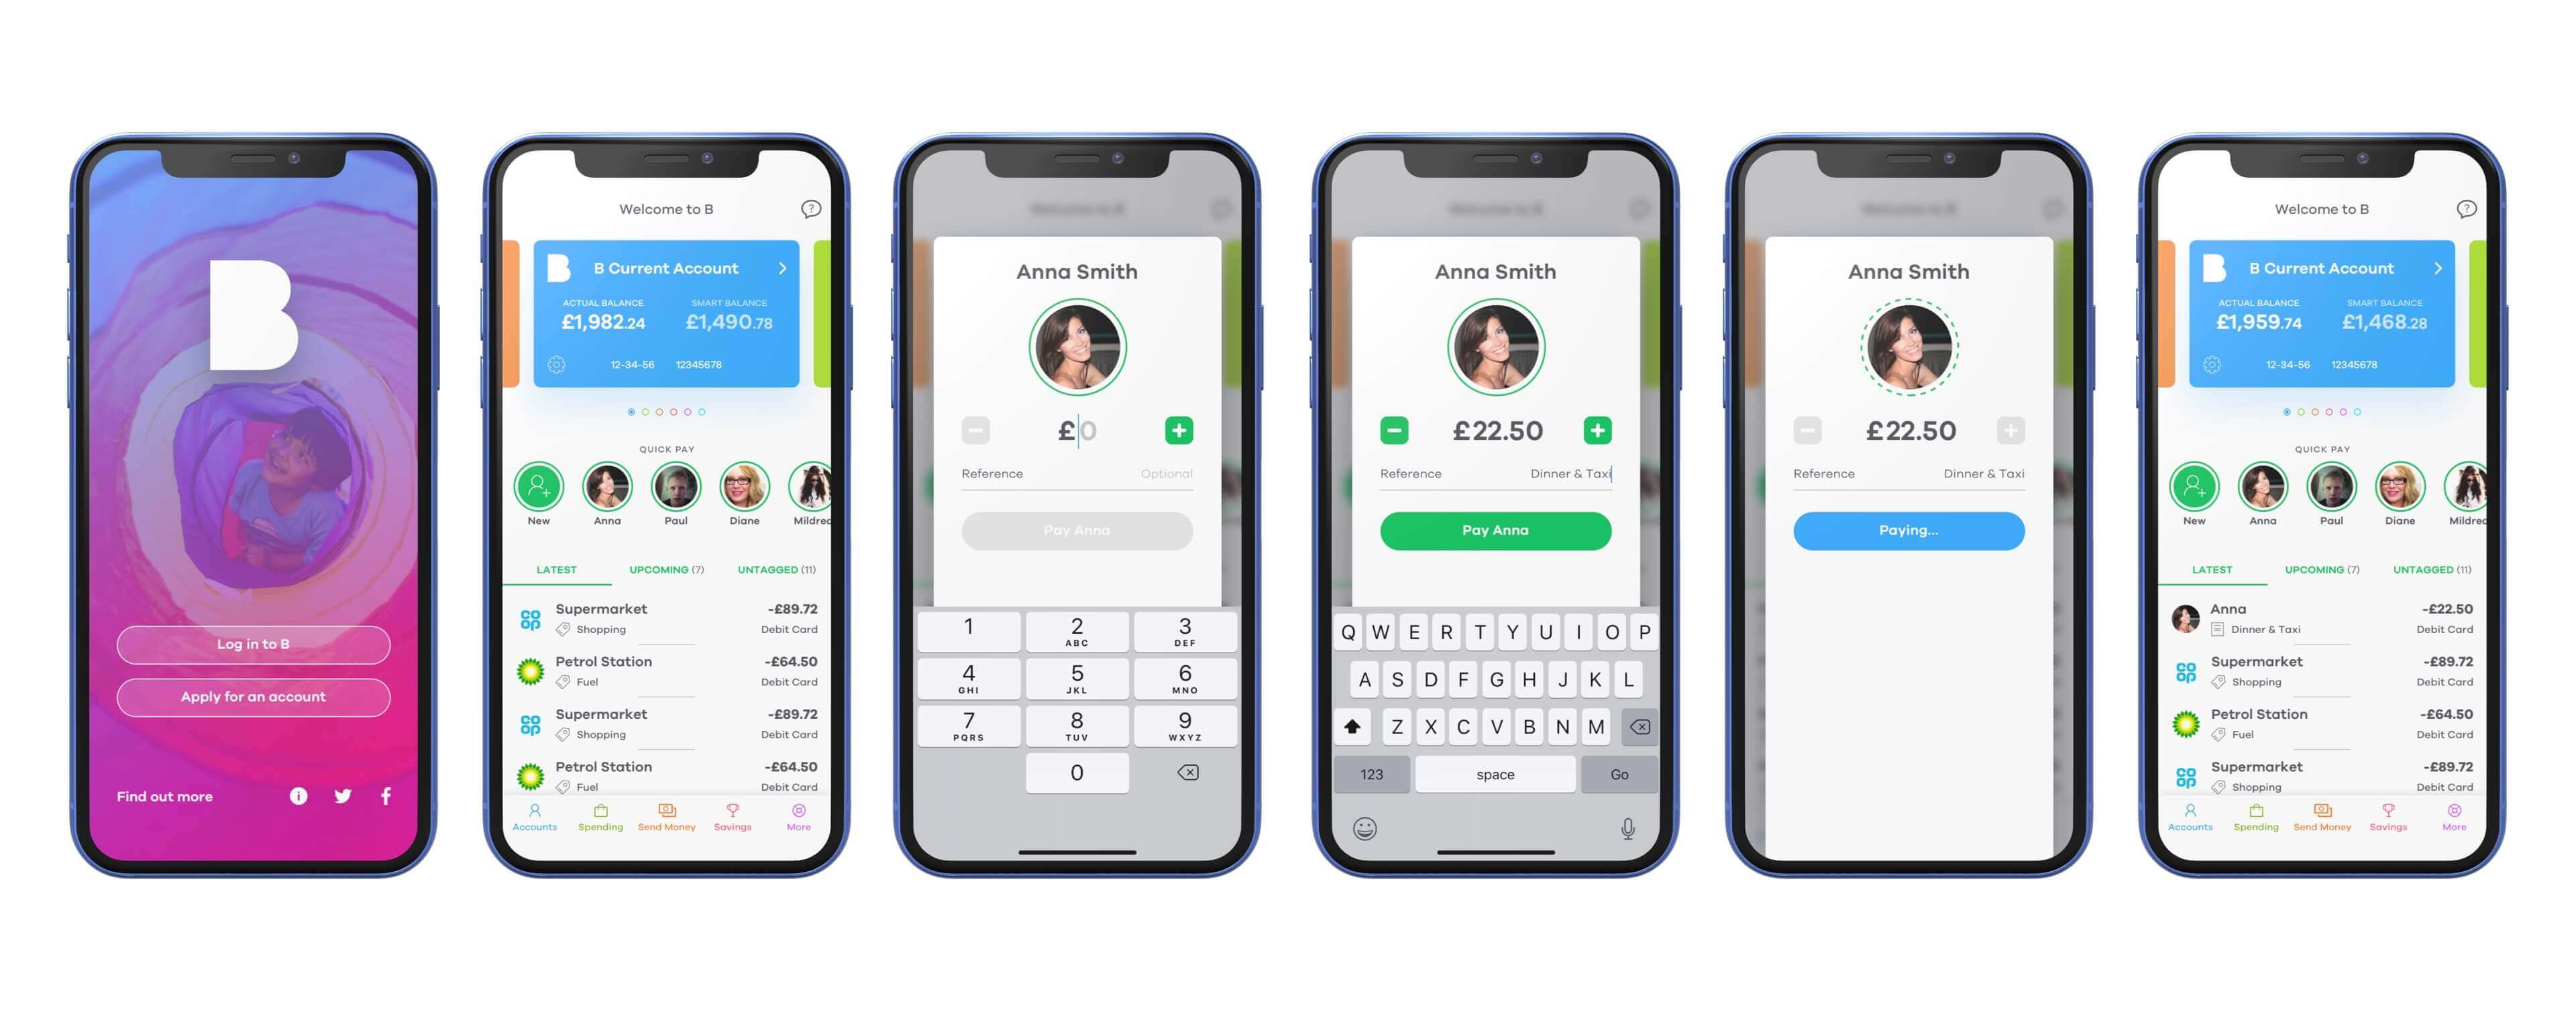 B
Log in to B
Apply for an account
Find out more
Welcome to B
B Current Account
ACTUAL BALANCE SMART BALANCE
£1,982.24 £1,490.78
12-34-56 12345678
QUICK PAY
New Anna Paul Diane Mildred
LATEST UPCOMING (7) UNTAGGED (11)
Supermarket -£89.72
Shopping Debit Card
Petrol Station -£64.50
Fuel Debit Card
Supermarket -£89.72
Shopping Debit Card
Petrol Station -£64.50
Fuel Debit Card
Accounts Spending Send Money Savings More
Anna Smith
£0
Reference Optional
Pay Anna
1 2 ABC 3 DEF
4 GHI 5 JKL 6 MNO
7 PQRS 8 TUV 9 WXYZ
0
Anna Smith
£22.50
Reference Dinner & Taxi
Pay Anna
Q W E R T Y U I O P
A S D F G H J K L
Z X C V B N M
123 space Go
Anna Smith
£22.50
Reference Dinner & Taxi
Paying...
Welcome to B
B Current Account
ACTUAL BALANCE SMART BALANCE
£1,959.74 £1,468.28
12-34-56 12345678
QUICK PAY
New Anna Paul Diane Mildred
LATEST UPCOMING (7) UNTAGGED (11)
Anna -£22.50
Dinner & Taxi Debit Card
Supermarket -£89.72
Shopping Debit Card
Petrol Station -£64.50
Fuel Debit Card
Supermarket -£89.72
Shopping Debit Card
Accounts Spending Send Money Savings More